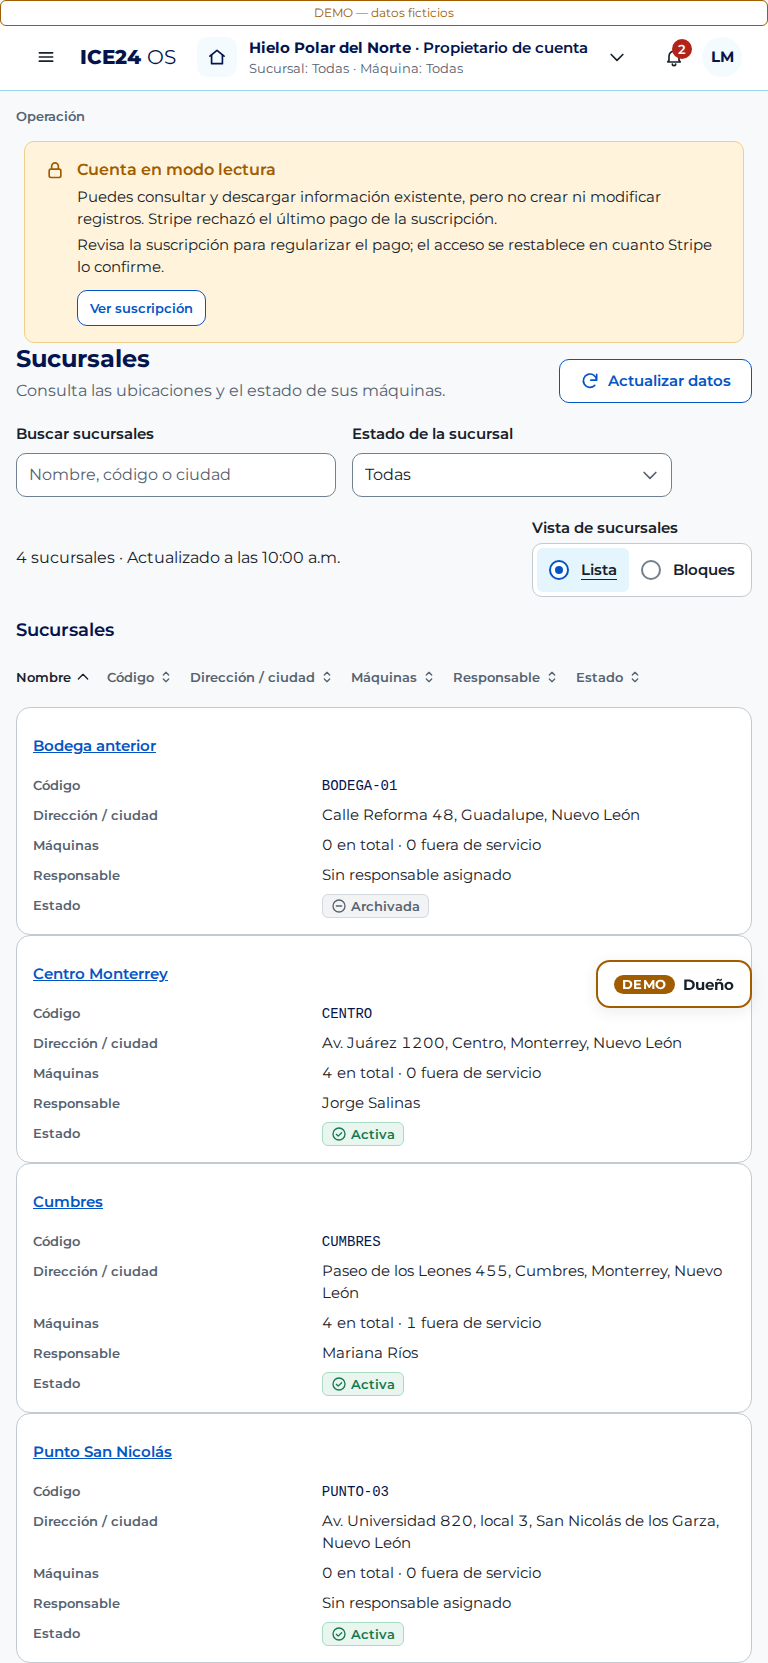 DEMO — datos ficticios
ICE24 OS
Hielo Polar del Norte · Propietario de cuenta
Sucursal: Todas · Máquina: Todas
2
LM
Operación
Cuenta en modo lectura
Puedes consultar y descargar información existente, pero no crear ni modificar
registros. Stripe rechazó el último pago de la suscripción.
Revisa la suscripción para regularizar el pago; el acceso se restablece en cuanto Stripe
lo confirme.
Ver suscripción
Sucursales
Consulta las ubicaciones y el estado de sus máquinas.
Actualizar datos
Buscar sucursales
Estado de la sucursal
Nombre, código o ciudad
Todas
Vista de sucursales
4 sucursales · Actualizado a las 10:00 a.m.
Lista
Bloques
Sucursales
Nombre Código Dirección / ciudad Máquinas Responsable Estado
Bodega anterior
Código BODEGA-01
Dirección / ciudad Calle Reforma 48, Guadalupe, Nuevo León
Máquinas 0 en total · 0 fuera de servicio
Responsable Sin responsable asignado
Estado Archivada
Centro Monterrey
DEMO Dueño
Código CENTRO
Dirección / ciudad Av. Juárez 1200, Centro, Monterrey, Nuevo León
Máquinas 4 en total · 0 fuera de servicio
Responsable Jorge Salinas
Estado Activa
Cumbres
Código CUMBRES
Dirección / ciudad Paseo de los Leones 455, Cumbres, Monterrey, Nuevo
León
Máquinas 4 en total · 1 fuera de servicio
Responsable Mariana Ríos
Estado Activa
Punto San Nicolás
Código PUNTO-03
Dirección / ciudad Av. Universidad 820, local 3, San Nicolás de los Garza,
Nuevo León
Máquinas 0 en total · 0 fuera de servicio
Responsable Sin responsable asignado
Estado Activa